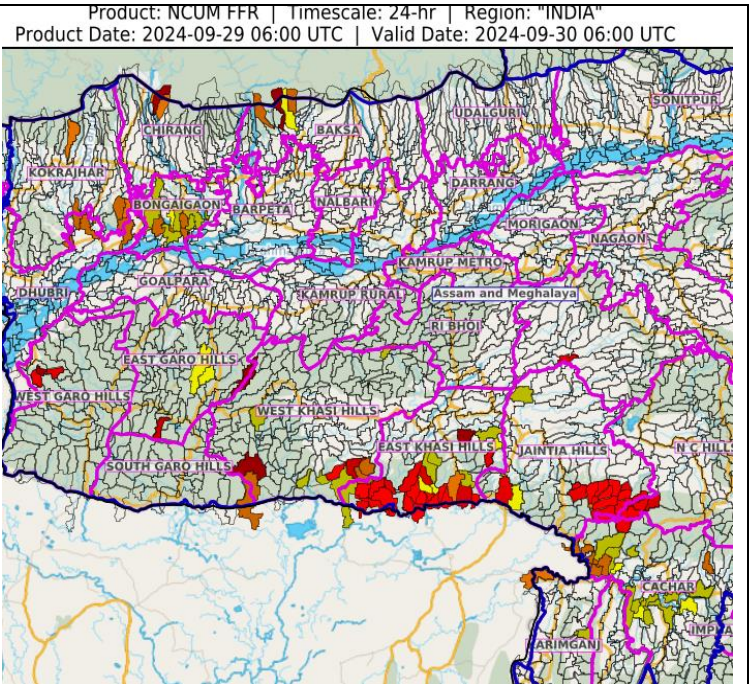 Product: NCUM FFR | Timescale: 24-hr | Region: "INDIA"
Product Date: 2024-09-29 06:00 UTC | Valid Date: 2024-09-30 06:00 UTC
SONITPUR
UDALGURI
CHIRANG
BAKSA
KOKRAJHAR
DARRANG
BONGAIGAON
BARPETA
NALBARI
MORIGAON
NAGAON
KAMRUP METRO
GOALPARA
DHUBRI
KAMRUP RURAL
Assam and Meghalaya
RI BHOI
EAST GARO HILLS
WEST GARO HILLS
WEST KHASI HILLS
EAST KHASI HILLS
JAINTIA HILLS
N C HILLS
SOUTH GARO HILLS
CACHAR
IMPHA
ARIMGANJ